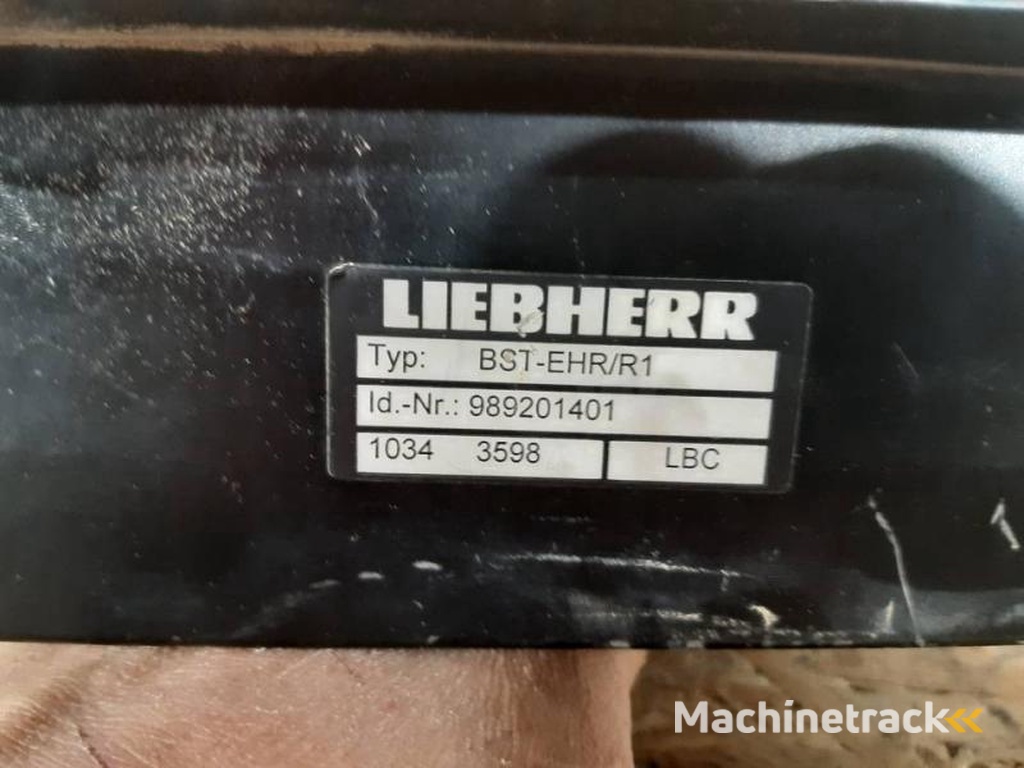 LIEBHERR
Typ: BST-EHR/R1
Id.-Nr.: 989201401
1034 3598 LBC
Machinetrack